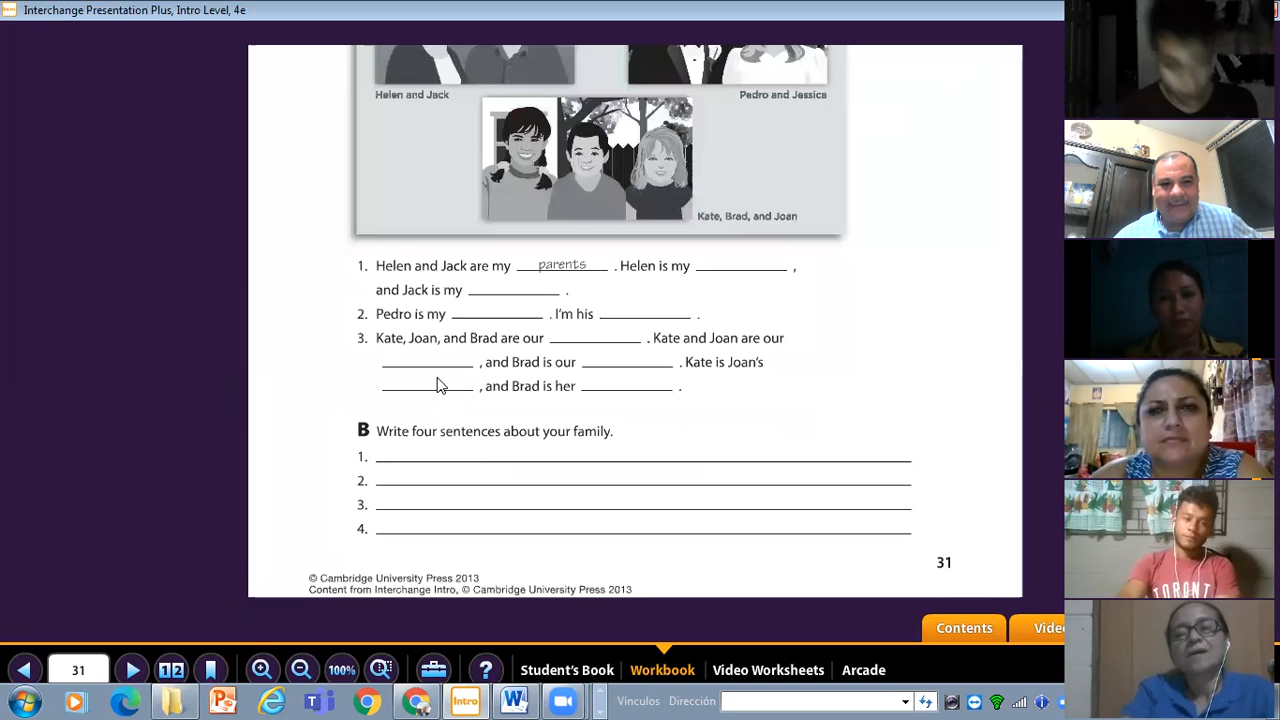 Interchange Presentation Plus, Intro Level, 4e
Helen and Jack
Pedro and Jessica
Kate, Brad, and Joan
1. Helen and Jack are my parents . Helen is my ,
and Jack is my .
2. Pedro is my . I'm his .
3. Kate, Joan, and Brad are our . Kate and Joan are our
, and Brad is our . Kate is Joan's
, and Brad is her .
B Write four sentences about your family.
1.
2.
3.
4.
31
© Cambridge University Press 2013
Content from Interchange Intro, © Cambridge University Press 2013
TORONTO
Contents Vide
31 12 100% Student's Book Workbook Video Worksheets Arcade
Intro Vínculos Dirección